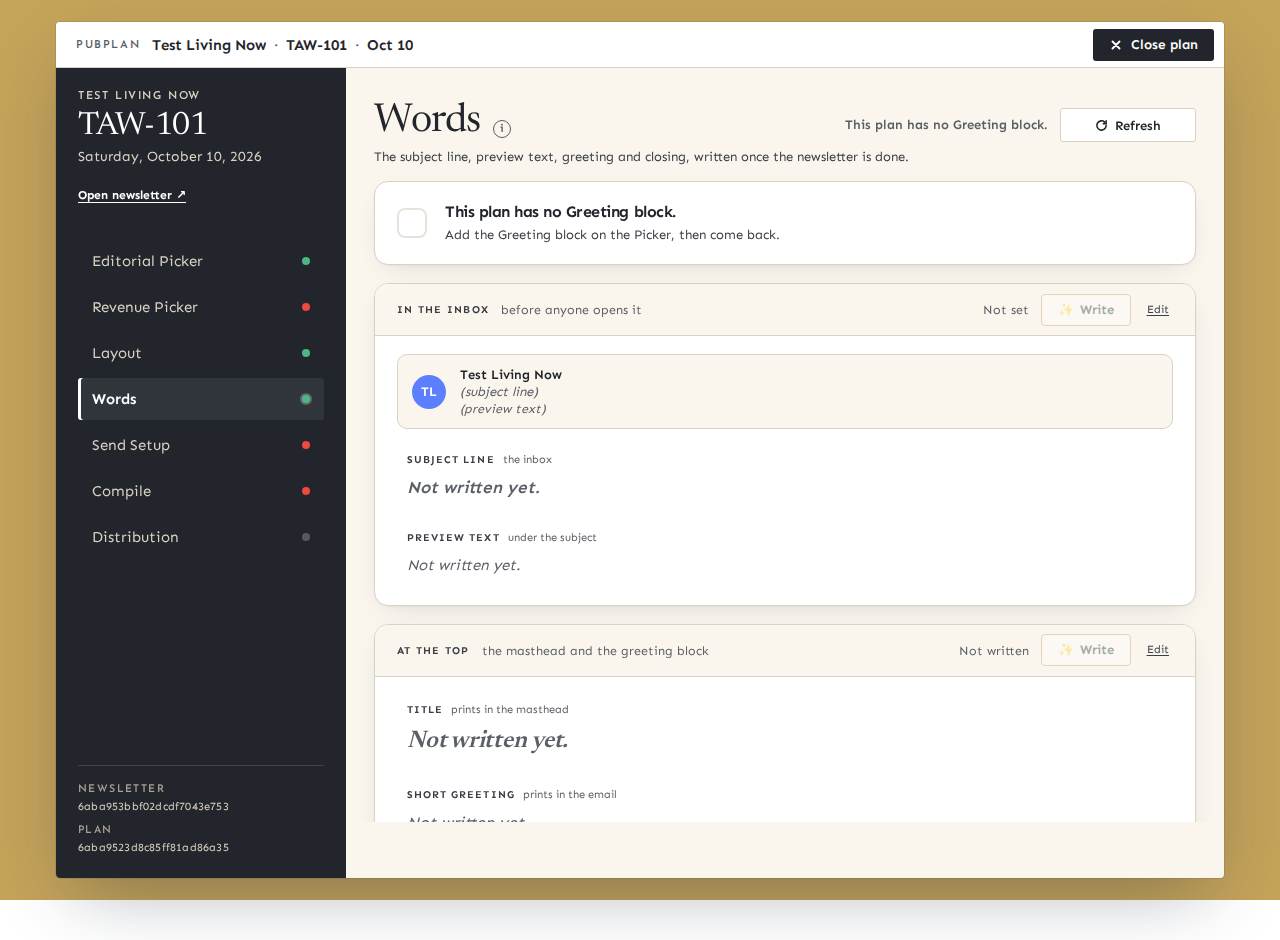 PUBPLAN Test Living Now · TAW-101 · Oct 10
✕ Close plan
TEST LIVING NOW
TAW-101
Saturday, October 10, 2026
Open newsletter ↗
Editorial Picker
Revenue Picker
Layout
Words
Send Setup
Compile
Distribution
NEWSLETTER
6aba953bbf02dcdf7043e753
PLAN
6aba9523d8c85ff81ad86a35
Words i
This plan has no Greeting block.
Refresh
The subject line, preview text, greeting and closing, written once the newsletter is done.
This plan has no Greeting block.
Add the Greeting block on the Picker, then come back.
IN THE INBOX before anyone opens it
Not set
✨ Write
Edit
TL
Test Living Now
(subject line)
(preview text)
SUBJECT LINE the inbox
Not written yet.
PREVIEW TEXT under the subject
Not written yet.
AT THE TOP the masthead and the greeting block
Not written
✨ Write
Edit
TITLE prints in the masthead
Not written yet.
SHORT GREETING prints in the email
Not written yet.